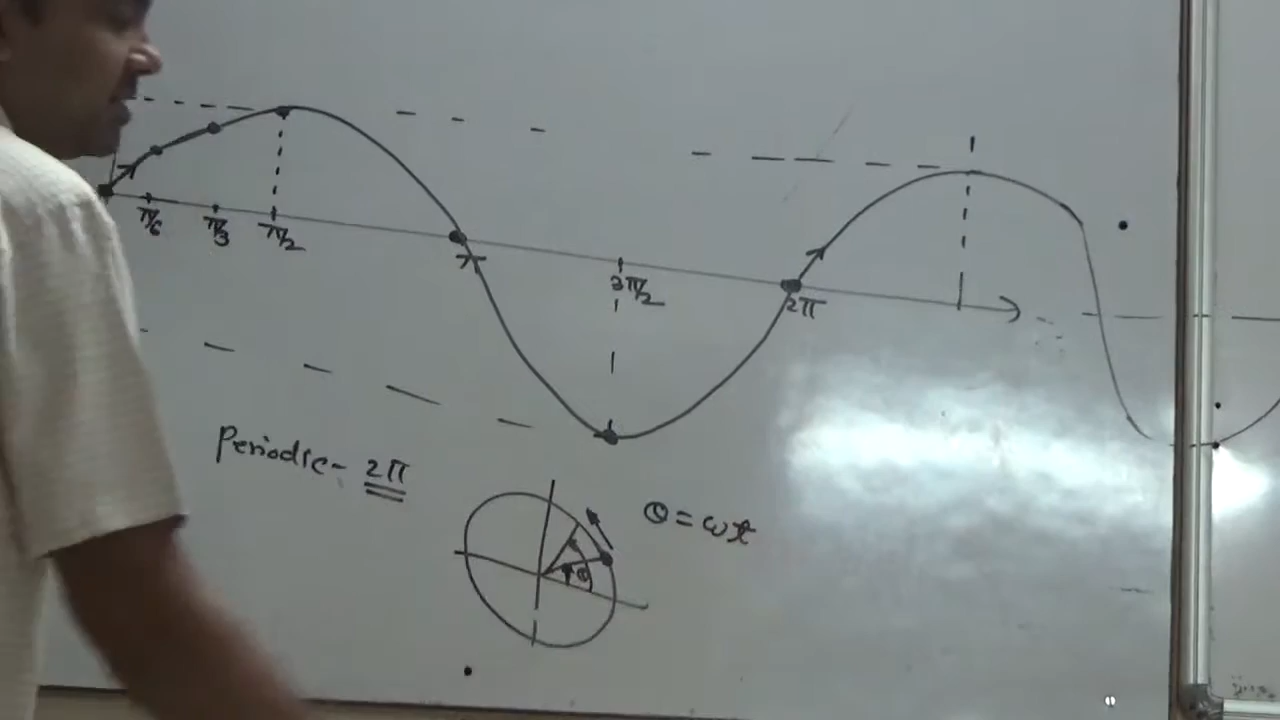 π/6 π/3 π/2 π 3π/2 2π
Periodic - 2π
θ = ωt
θ